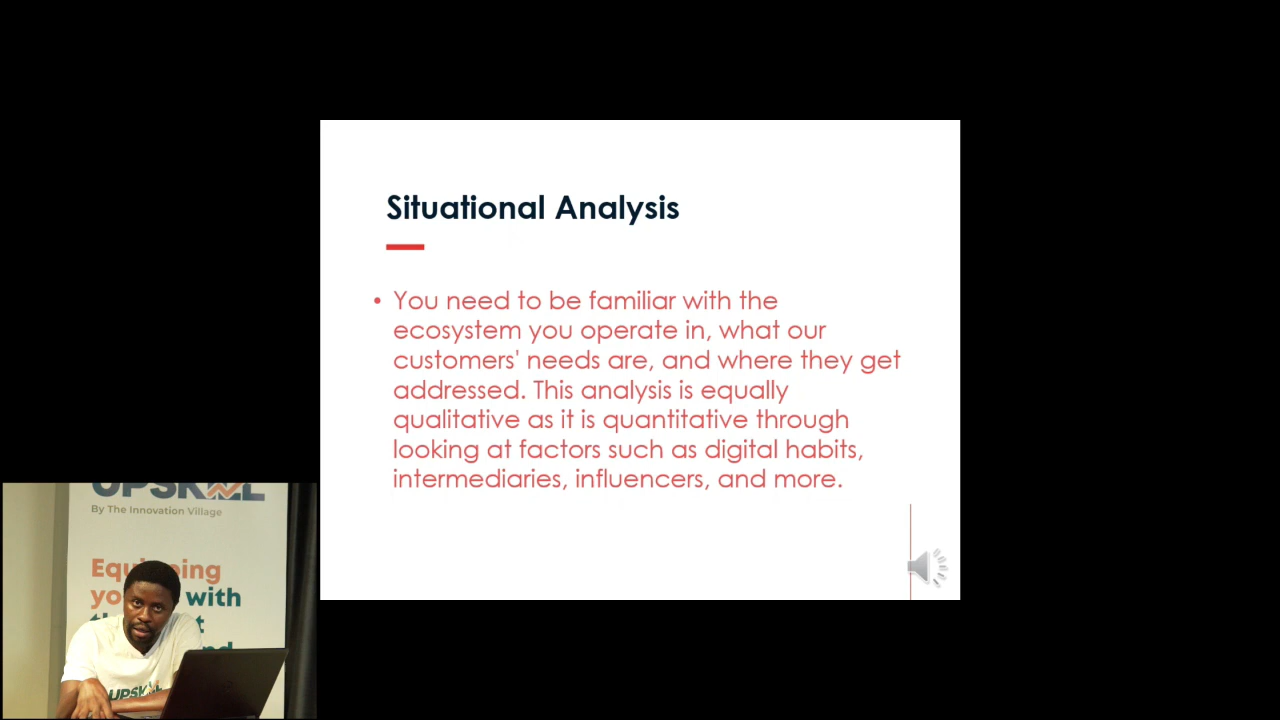 Situational Analysis
• You need to be familiar with the
ecosystem you operate in, what our
customers' needs are, and where they get
addressed. This analysis is equally
qualitative as it is quantitative through
looking at factors such as digital habits,
intermediaries, influencers, and more.
UPSKILL
By The Innovation Village
with
UPSKILL